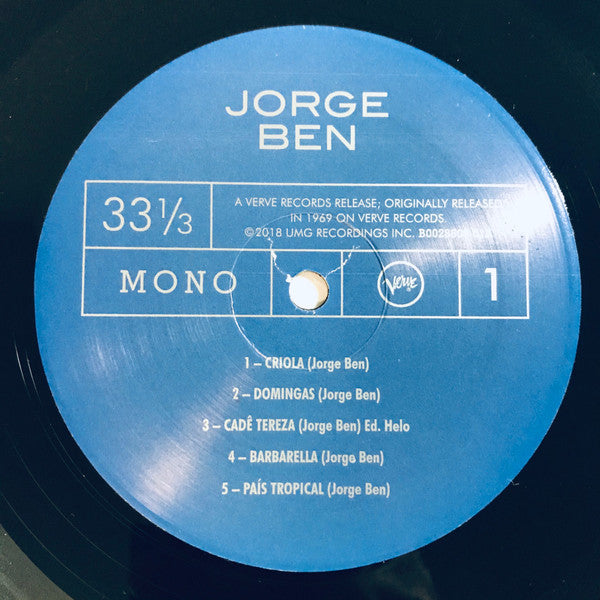 JORGE
BEN
33 1/3
A VERVE RECORDS RELEASE; ORIGINALLY RELEASED
IN 1969 ON VERVE RECORDS.
©2018 UMG RECORDINGS INC.
MONO
Verve
1
1 – CRIOLA (Jorge Ben)
2 – DOMINGAS (Jorge Ben)
3 – CADÊ TEREZA (Jorge Ben) Ed. Helo
4 – BARBARELLA (Jorge Ben)
5 – PAÍS TROPICAL (Jorge Ben)